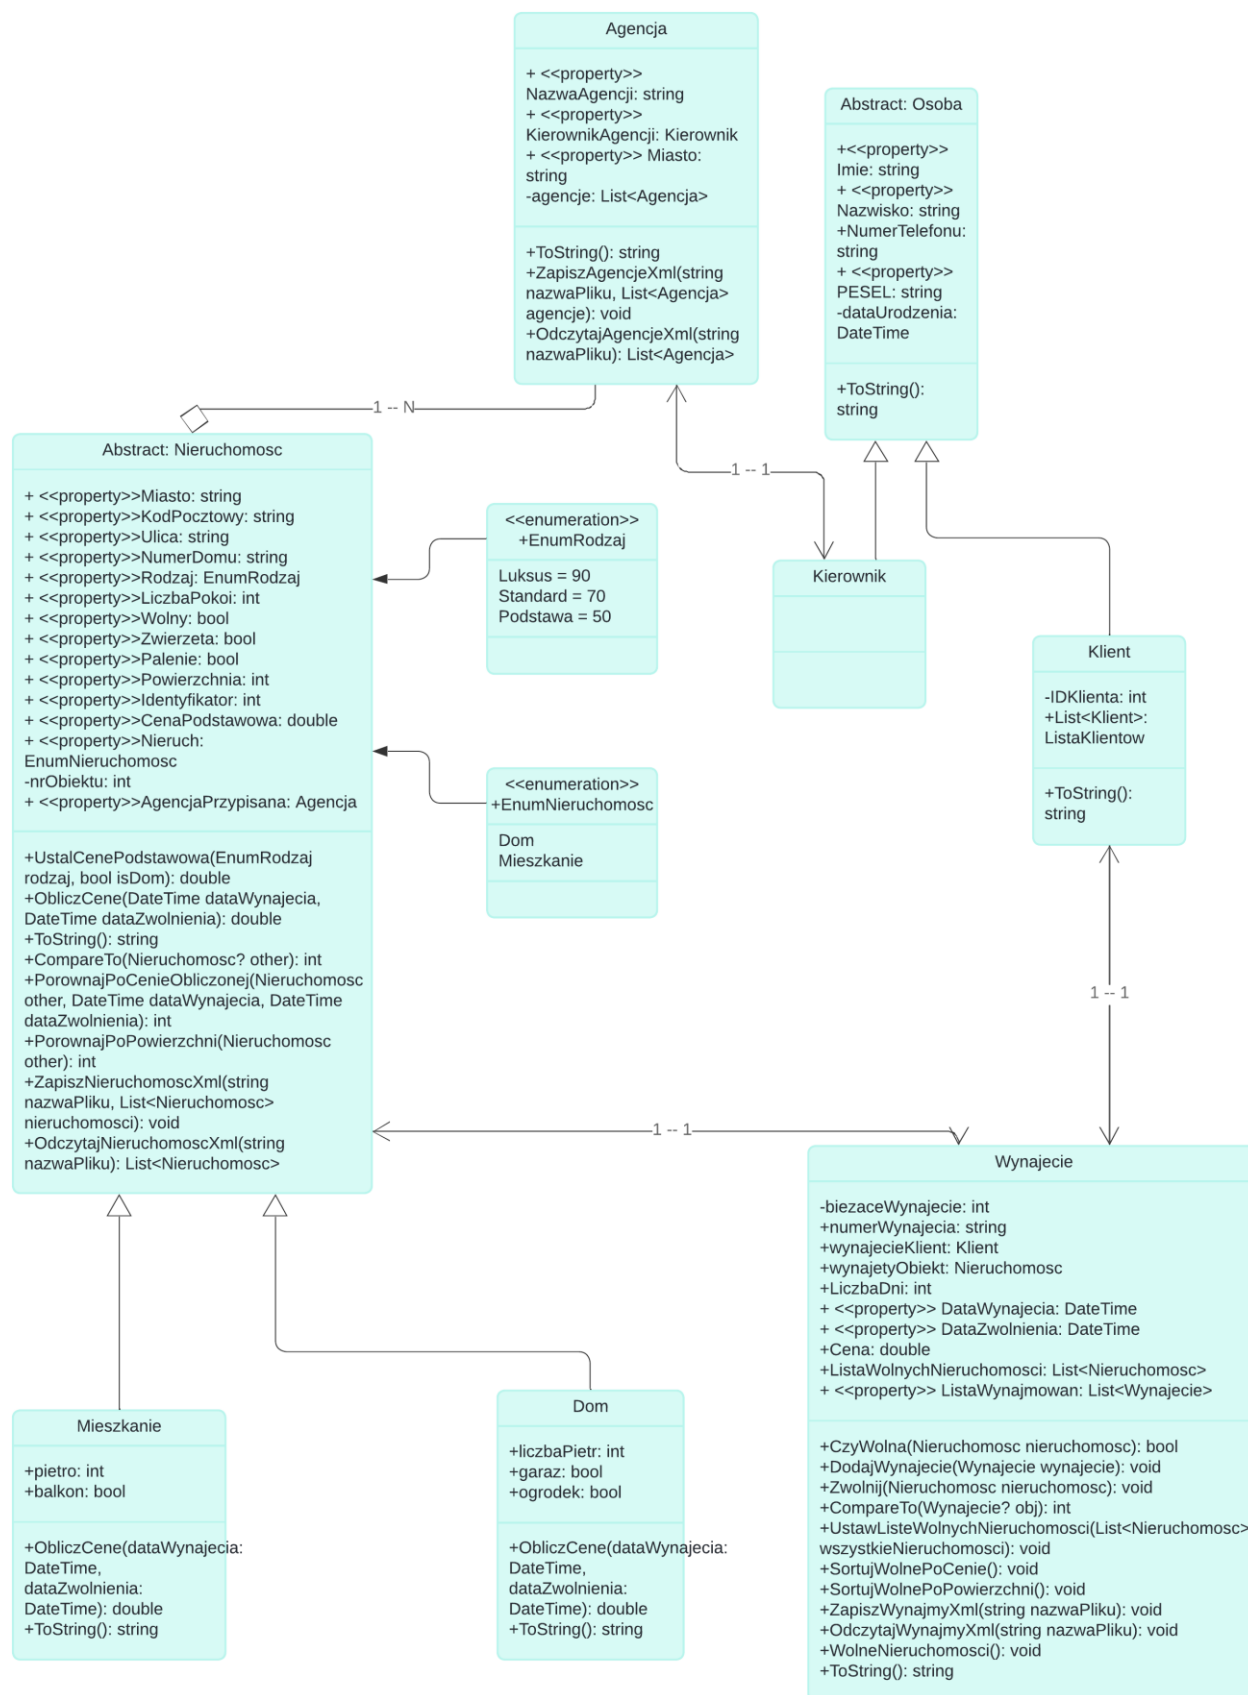 Agencja
+ <<property>>
NazwaAgencji: string
+ <<property>>
KierownikAgencji: Kierownik
+ <<property>> Miasto:
string
-agencje: List<Agencja>
+ToString(): string
+ZapiszAgencjeXml(string
nazwaPliku, List<Agencja>
agencje): void
+OdczytajAgencjeXml(string
nazwaPliku): List<Agencja>
Abstract: Osoba
+<<property>>
Imie: string
+ <<property>>
Nazwisko: string
+NumerTelefonu:
string
+ <<property>>
PESEL: string
-dataUrodzenia:
DateTime
+ToString():
string
1 -- N
1 -- 1
Abstract: Nieruchomosc
+ <<property>>Miasto: string
+ <<property>>KodPocztowy: string
+ <<property>>Ulica: string
+ <<property>>NumerDomu: string
+ <<property>>Rodzaj: EnumRodzaj
+ <<property>>LiczbaPokoi: int
+ <<property>>Wolny: bool
+ <<property>>Zwierzeta: bool
+ <<property>>Palenie: bool
+ <<property>>Powierzchnia: int
+ <<property>>Identyfikator: int
+ <<property>>CenaPodstawowa: double
+ <<property>>Nieruch:
EnumNieruchomosc
-nrObiektu: int
+ <<property>>AgencjaPrzypisana: Agencja
+UstalCenePodstawowa(EnumRodzaj
rodzaj, bool isDom): double
+ObliczCene(DateTime dataWynajecia,
DateTime dataZwolnienia): double
+ToString(): string
+CompareTo(Nieruchomosc? other): int
+PorownajPoCenieObliczonej(Nieruchomosc
other, DateTime dataWynajecia, DateTime
dataZwolnienia): int
+PorownajPoPowierzchni(Nieruchomosc
other): int
+ZapiszNieruchomoscXml(string
nazwaPliku, List<Nieruchomosc>
nieruchomosci): void
+OdczytajNieruchomoscXml(string
nazwaPliku): List<Nieruchomosc>
<<enumeration>>
+EnumRodzaj
Luksus = 90
Standard = 70
Podstawa = 50
<<enumeration>>
+EnumNieruchomosc
Dom
Mieszkanie
Kierownik
Klient
-IDKlienta: int
+List<Klient>:
ListaKlientow
+ToString():
string
1 -- 1
1 -- 1
Wynajecie
-biezaceWynajecie: int
+numerWynajecia: string
+wynajecieKlient: Klient
+wynajetyObiekt: Nieruchomosc
+LiczbaDni: int
+ <<property>> DataWynajecia: DateTime
+ <<property>> DataZwolnienia: DateTime
+Cena: double
+ListaWolnychNieruchomosci: List<Nieruchomosc>
+ <<property>> ListaWynajmowan: List<Wynajecie>
+CzyWolna(Nieruchomosc nieruchomosc): bool
+DodajWynajecie(Wynajecie wynajecie): void
+Zwolnij(Nieruchomosc nieruchomosc): void
+CompareTo(Wynajecie? obj): int
+UstawListeWolnychNieruchomosci(List<Nieruchomosc>
wszystkieNieruchomosci): void
+SortujWolnePoCenie(): void
+SortujWolnePoPowierzchni(): void
+ZapiszWynajmyXml(string nazwaPliku): void
+OdczytajWynajmyXml(string nazwaPliku): void
+WolneNieruchomosci(): void
+ToString(): string
Mieszkanie
+pietro: int
+balkon: bool
+ObliczCene(dataWynajecia:
DateTime,
dataZwolnienia:
DateTime): double
+ToString(): string
Dom
+liczbaPietr: int
+garaz: bool
+ogrodek: bool
+ObliczCene(dataWynajecia:
DateTime,
dataZwolnienia:
DateTime): double
+ToString(): string